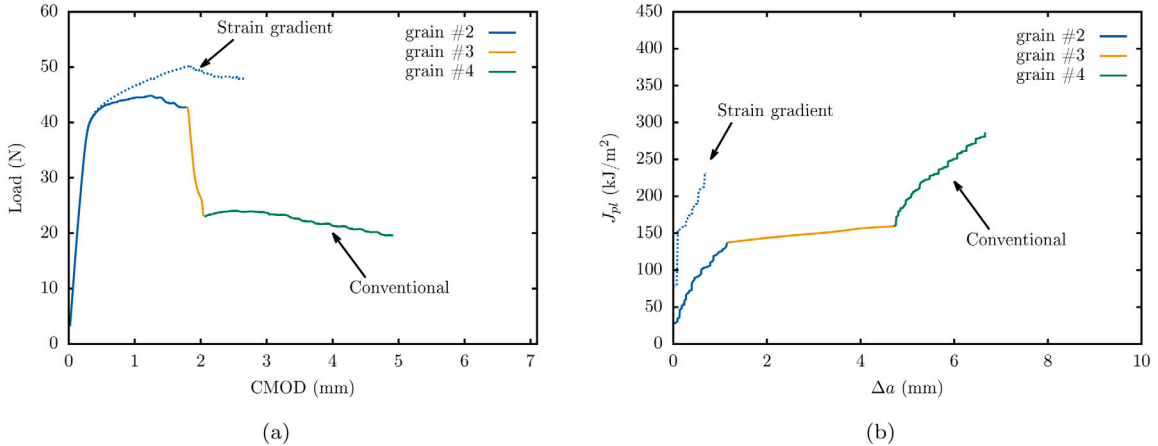 60
50
40
30
20
10
0
Load (N)
0 1 2 3 4 5 6 7
CMOD (mm)
Strain gradient
grain #2
grain #3
grain #4
Conventional
(a)
450
400
350
300
250
200
150
100
50
0
J_pl (kJ/m²)
0 2 4 6 8 10
Δa (mm)
grain #2
grain #3
grain #4
Strain gradient
Conventional
(b)